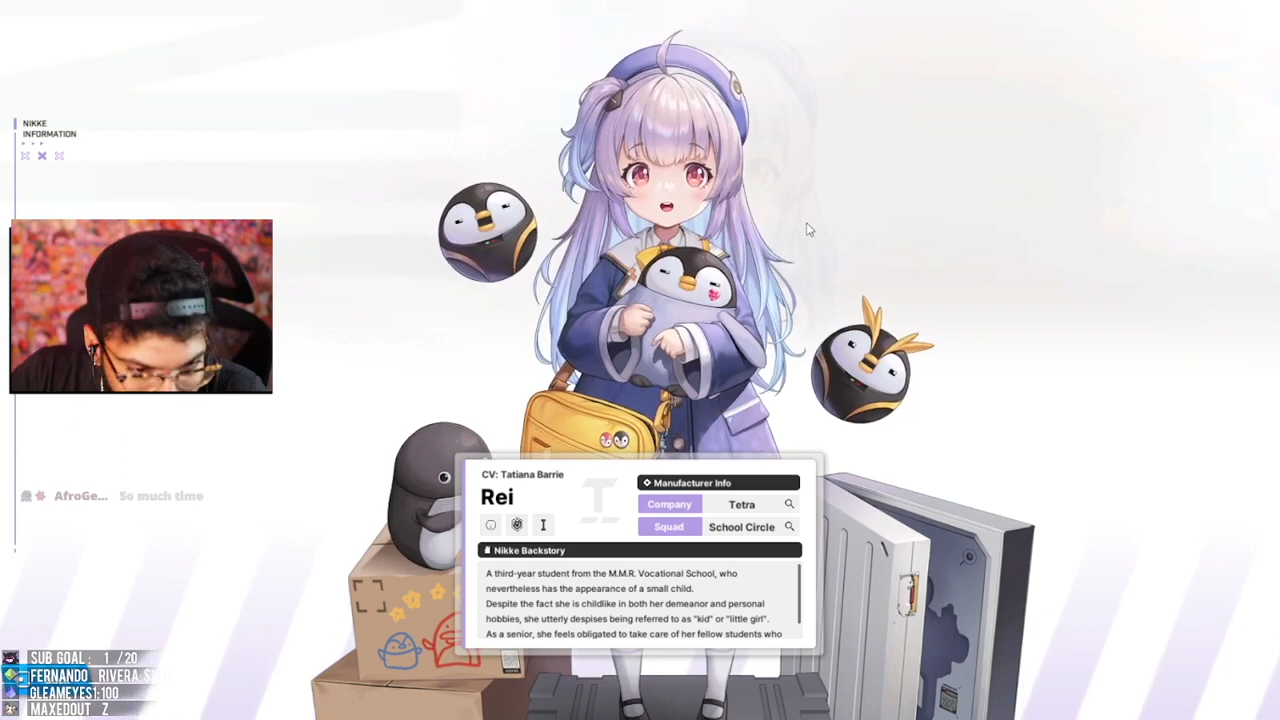 NIKKE
INFORMATION
AfroGe... So much time
CV: Tatiana Barrie
Rei
Manufacturer Info
Company Tetra
Squad School Circle
Nikke Backstory
A third-year student from the M.M.R. Vocational School, who
nevertheless has the appearance of a small child.
Despite the fact she is childlike in both her demeanor and personal
hobbies, she utterly despises being referred to as "kid" or "little girl".
As a senior, she feels obligated to take care of her fellow students who
SUB GOAL: 1 /20
FERNANDO_RIVERA
GLEAMEYES1:100
MAXEDOUT_Z